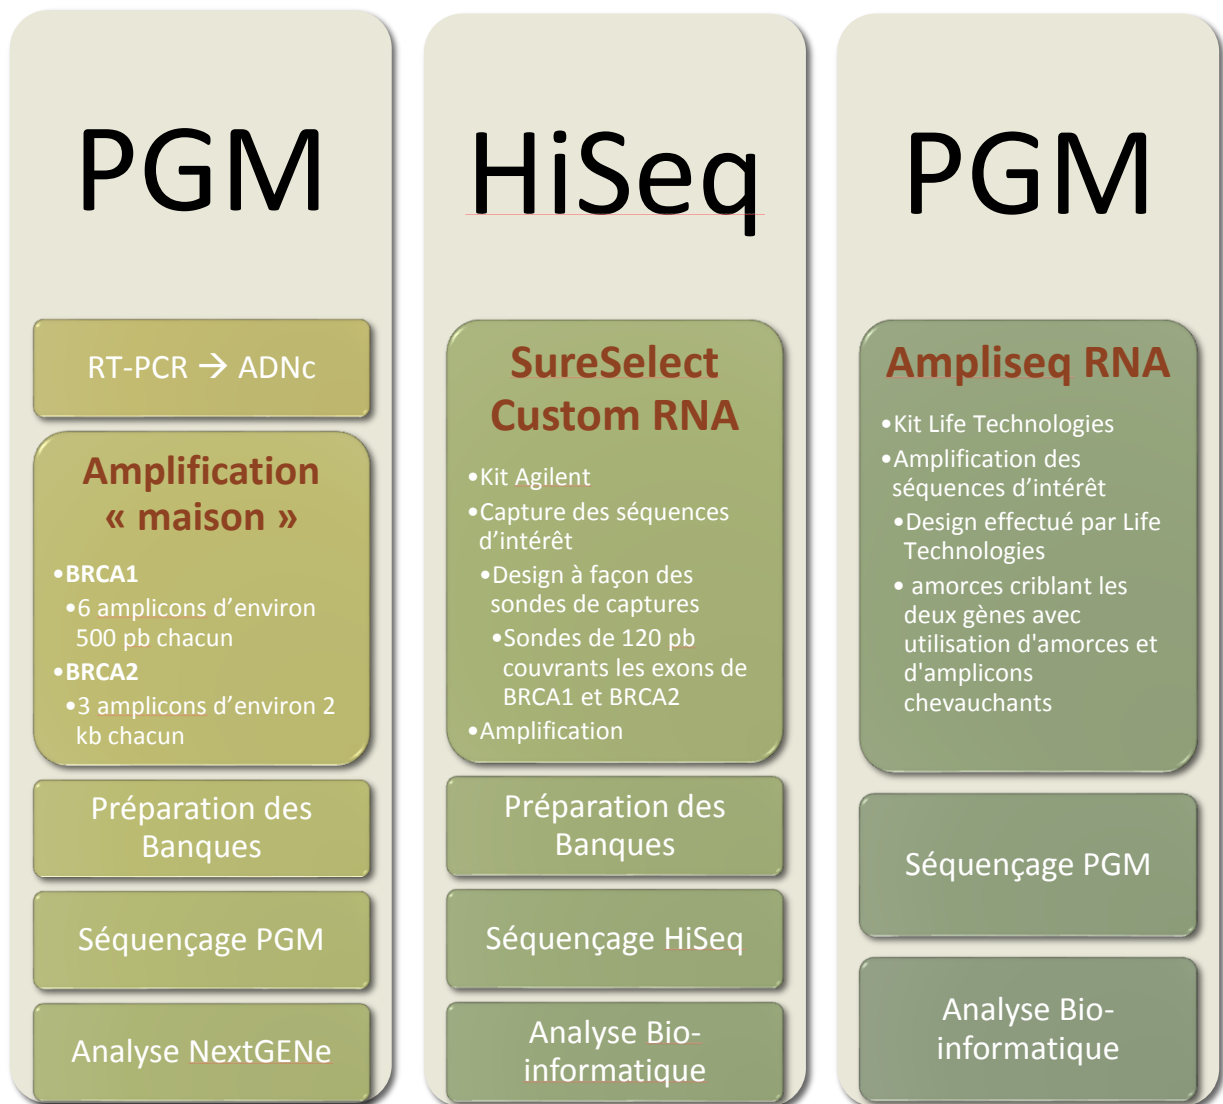 PGM
RT-PCR → ADNc
Amplification
« maison »
•BRCA1
•6 amplicons d’environ
500 pb chacun
•BRCA2
•3 amplicons d’environ 2
kb chacun
Préparation des
Banques
Séquençage PGM
Analyse NextGENe
HiSeq
SureSelect
Custom RNA
•Kit Agilent
•Capture des séquences
d’intérêt
•Design à façon des
sondes de captures
•Sondes de 120 pb
couvrants les exons de
BRCA1 et BRCA2
•Amplification
Préparation des
Banques
Séquençage HiSeq
Analyse Bio-
informatique
PGM
Ampliseq RNA
•Kit Life Technologies
•Amplification des
séquences d’intérêt
•Design effectué par Life
Technologies
• amorces criblant les
deux gènes avec
utilisation d'amorces et
d'amplicons
chevauchants
Séquençage PGM
Analyse Bio-
informatique